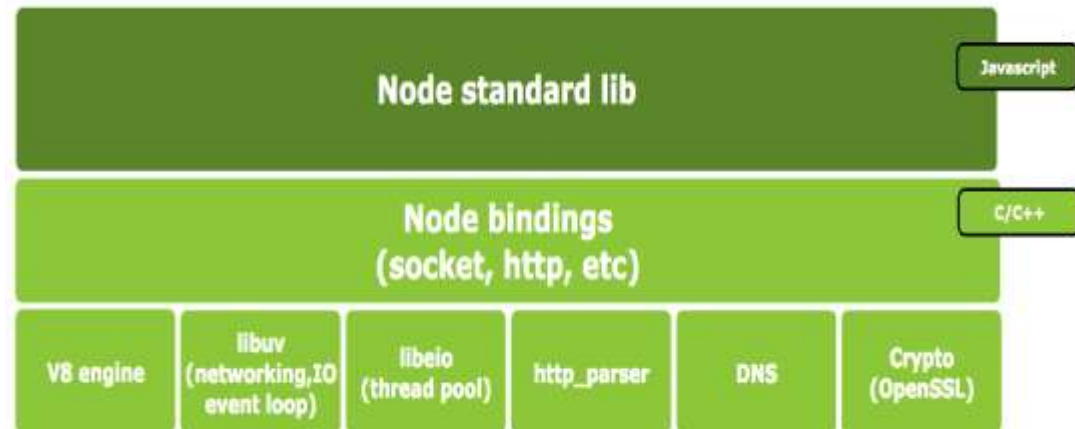 Node standard lib
Javascript
Node bindings
(socket, http, etc)
C/C++
V8 engine
libuv
(networking,IO
event loop)
libeio
(thread pool)
http_parser
DNS
Crypto
(OpenSSL)